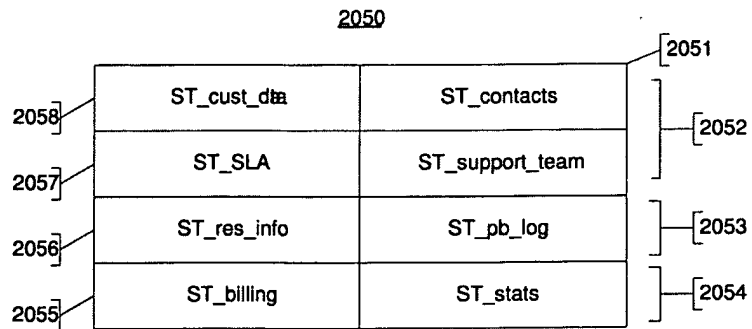 2050
2051
ST_cust_dta ST_contacts
2058
2052
ST_SLA ST_support_team
2057
ST_res_info ST_pb_log
2053
2056
ST_billing ST_stats
2054
2055